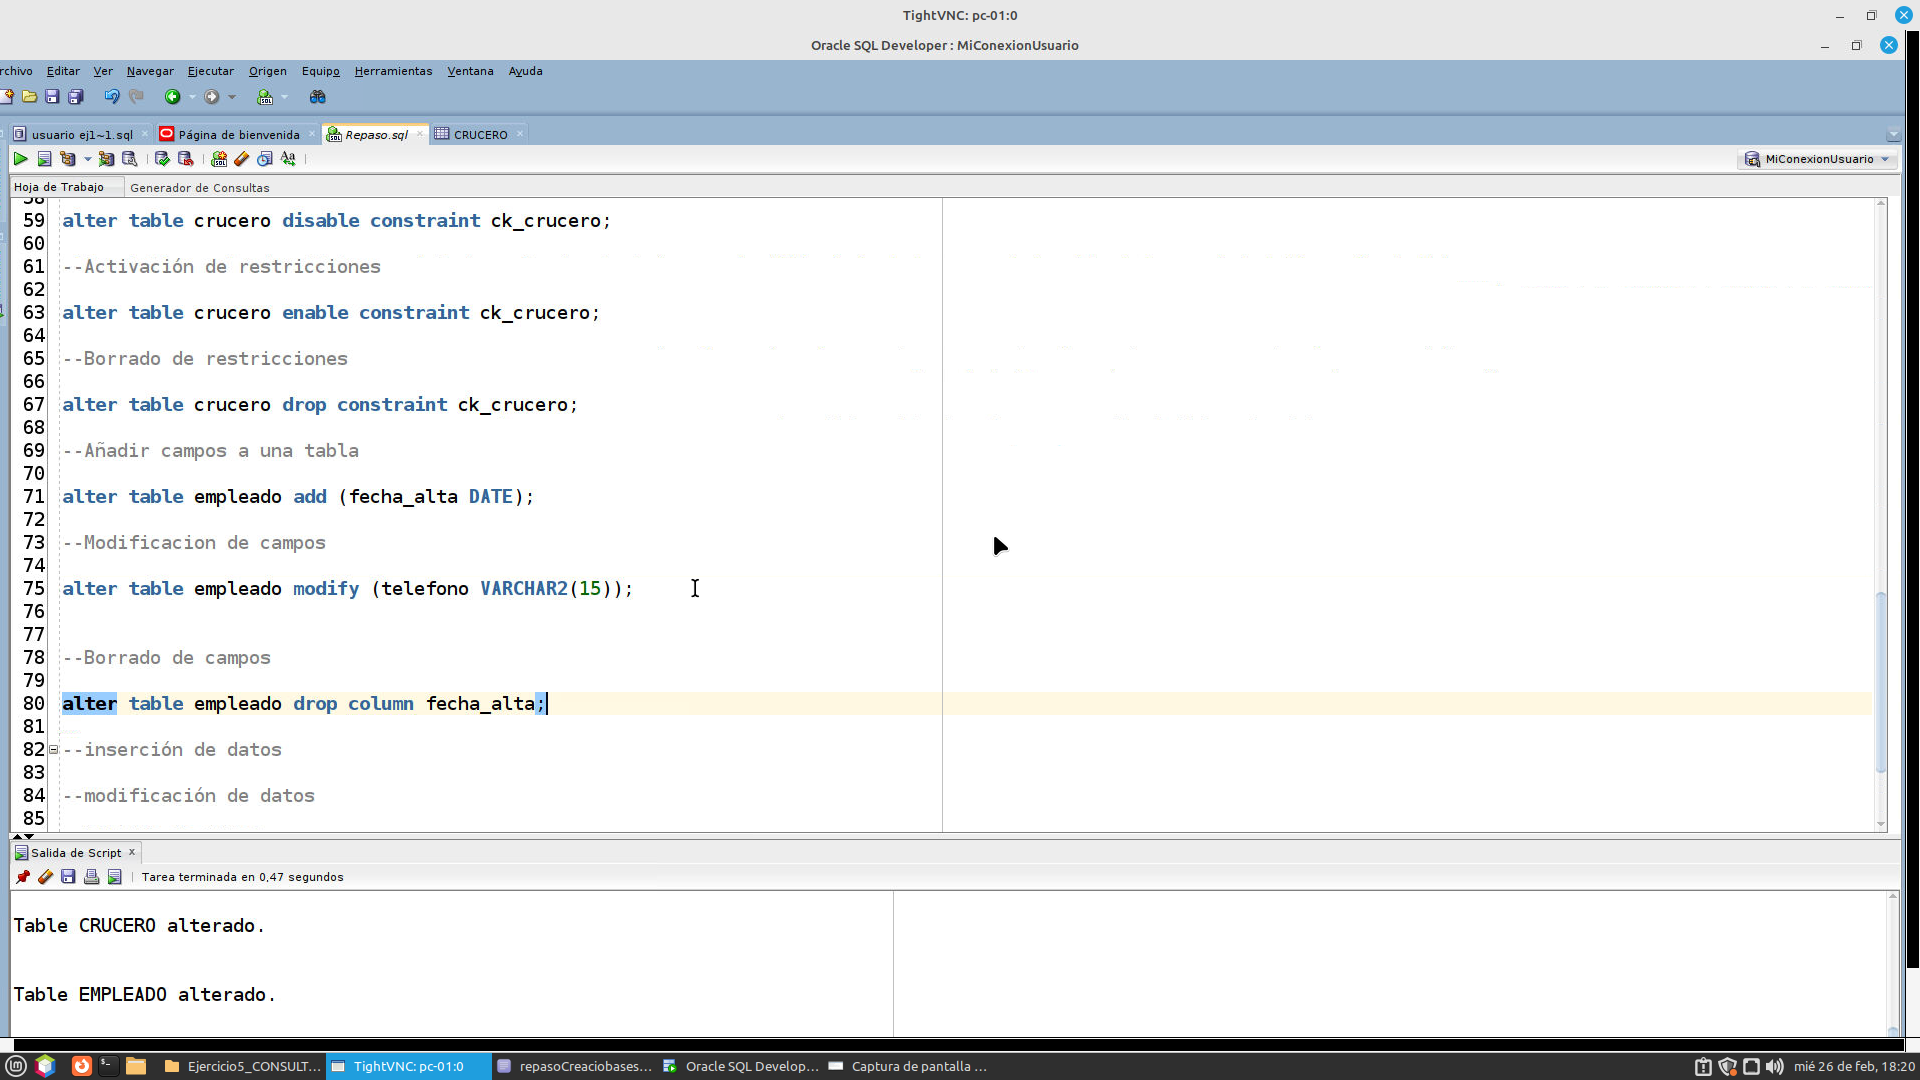 TightVNC: pc-01:0
Oracle SQL Developer : MiConexionUsuario
rchivo Editar Ver Navegar Ejecutar Origen Equipo Herramientas Ventana Ayuda
usuario ej1~1.sql Página de bienvenida Repaso.sql CRUCERO
MiConexionUsuario
Hoja de Trabajo Generador de Consultas
58
59 alter table crucero disable constraint ck_crucero;
60
61 --Activación de restricciones
62
63 alter table crucero enable constraint ck_crucero;
64
65 --Borrado de restricciones
66
67 alter table crucero drop constraint ck_crucero;
68
69 --Añadir campos a una tabla
70
71 alter table empleado add (fecha_alta DATE);
72
73 --Modificacion de campos
74
75 alter table empleado modify (telefono VARCHAR2(15));
76
77
78 --Borrado de campos
79
80 alter table empleado drop column fecha_alta;
81
82 --inserción de datos
83
84 --modificación de datos
85
Salida de Script
Tarea terminada en 0,47 segundos
Table CRUCERO alterado.
Table EMPLEADO alterado.
Ejercicio5_CONSULT... TightVNC: pc-01:0 repasoCreaciobases... Oracle SQL Develop... Captura de pantalla ... mié 26 de feb, 18:20